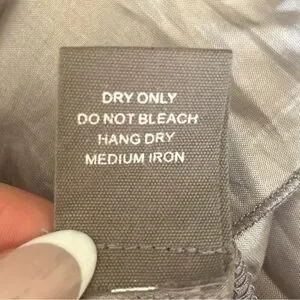 DRY ONLY
DO NOT BLEACH
HANG DRY
MEDIUM IRON